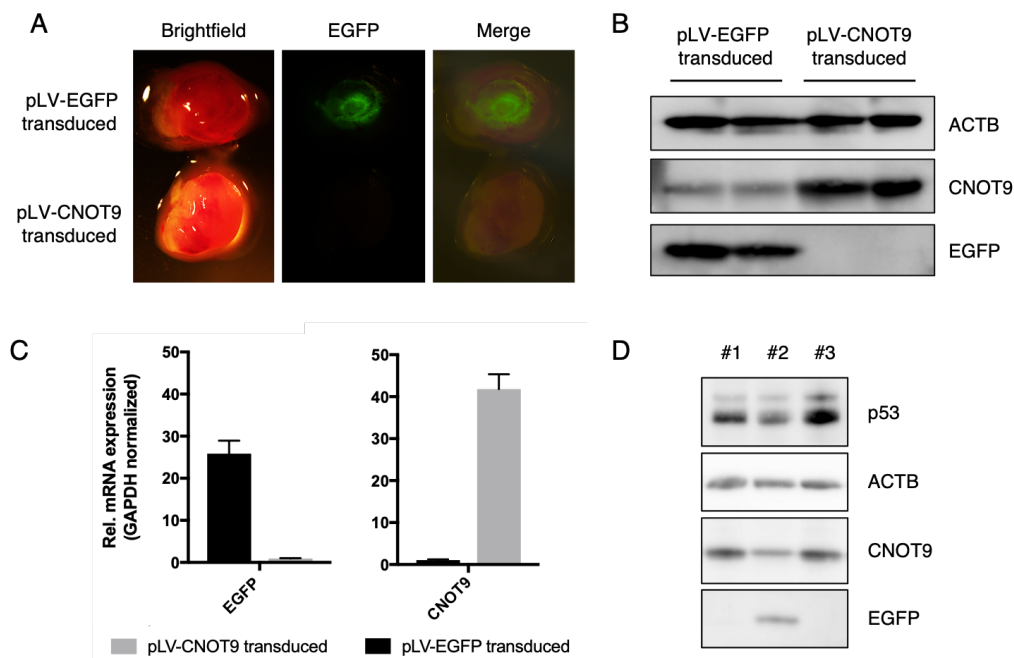 A
Brightfield
EGFP
Merge
pLV-EGFP
transduced
pLV-CNOT9
transduced
B
pLV-EGFP
transduced
pLV-CNOT9
transduced
ACTB
CNOT9
EGFP
C
Rel. mRNA expression
(GAPDH normalized)
50
40
30
20
10
0
EGFP
50
40
30
20
10
0
CNOT9
pLV-CNOT9 transduced
pLV-EGFP transduced
D
#1 #2 #3
p53
ACTB
CNOT9
EGFP